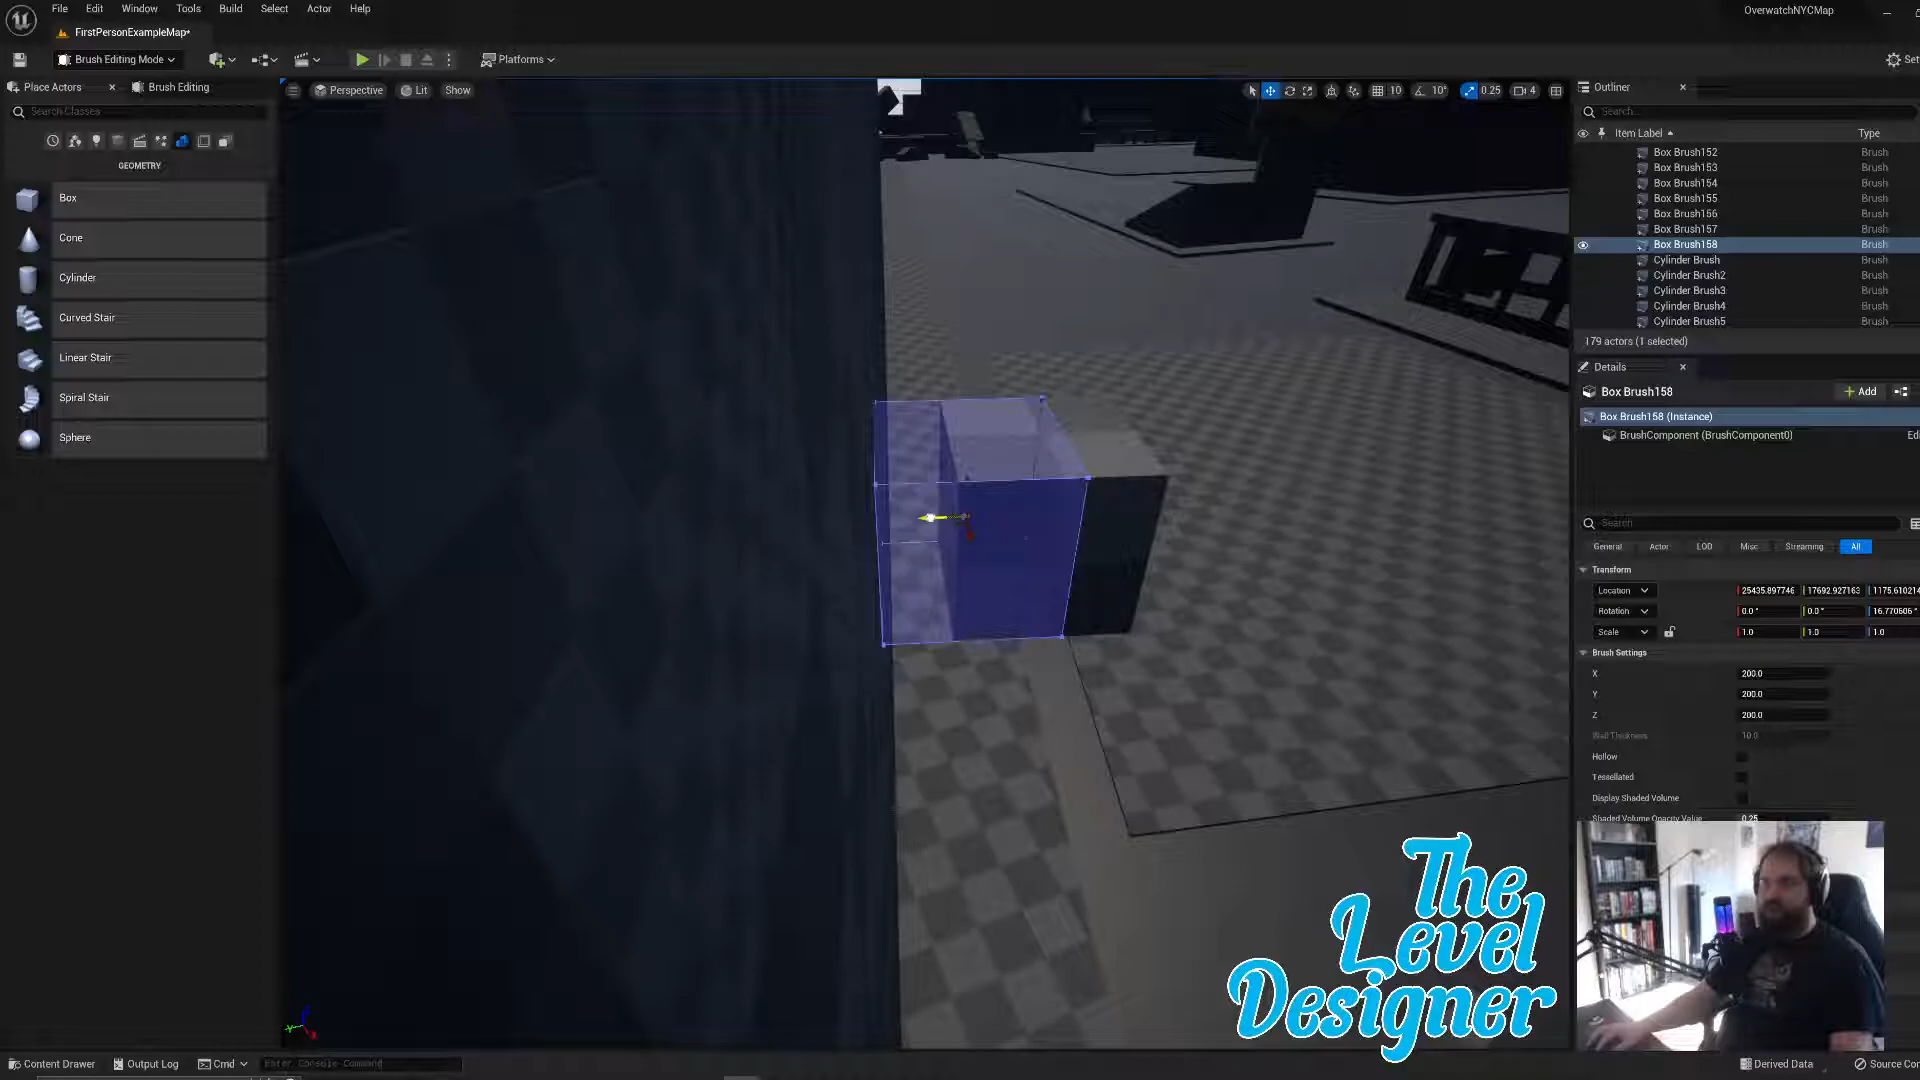 File Edit Window Tools Build Select Actor Help
OverwatchNYCMap
FirstPersonExampleMap*
Brush Editing Mode
Platforms
Place Actors
Brush Editing
Search Classes
GEOMETRY
Box
Cone
Cylinder
Curved Stair
Linear Stair
Spiral Stair
Sphere
Perspective
Lit
Show
10
10°
0.25
4
Outliner
Search...
Item Label
Type
Box Brush152 Brush
Box Brush153 Brush
Box Brush154 Brush
Box Brush155 Brush
Box Brush156 Brush
Box Brush157 Brush
Box Brush158 Brush
Cylinder Brush Brush
Cylinder Brush2 Brush
Cylinder Brush3 Brush
Cylinder Brush4 Brush
Cylinder Brush5 Brush
179 actors (1 selected)
Details
Box Brush158
+ Add
Box Brush158 (Instance)
BrushComponent (BrushComponent0)
Search
General Actor LOD Misc Streaming All
Transform
Location 25435.897746 17692.927163 1175.610214
Rotation 0.0° 0.0° 16.770606°
Scale 1.0 1.0 1.0
Brush Settings
X 200.0
Y 200.0
Z 200.0
Wall Thickness 10.0
Hollow
Tessellated
Display Shaded Volume
Shaded Volume Opacity Value 0.25
The
Level
Designer
Content Drawer
Output Log
Cmd
Enter Console Command
Derived Data